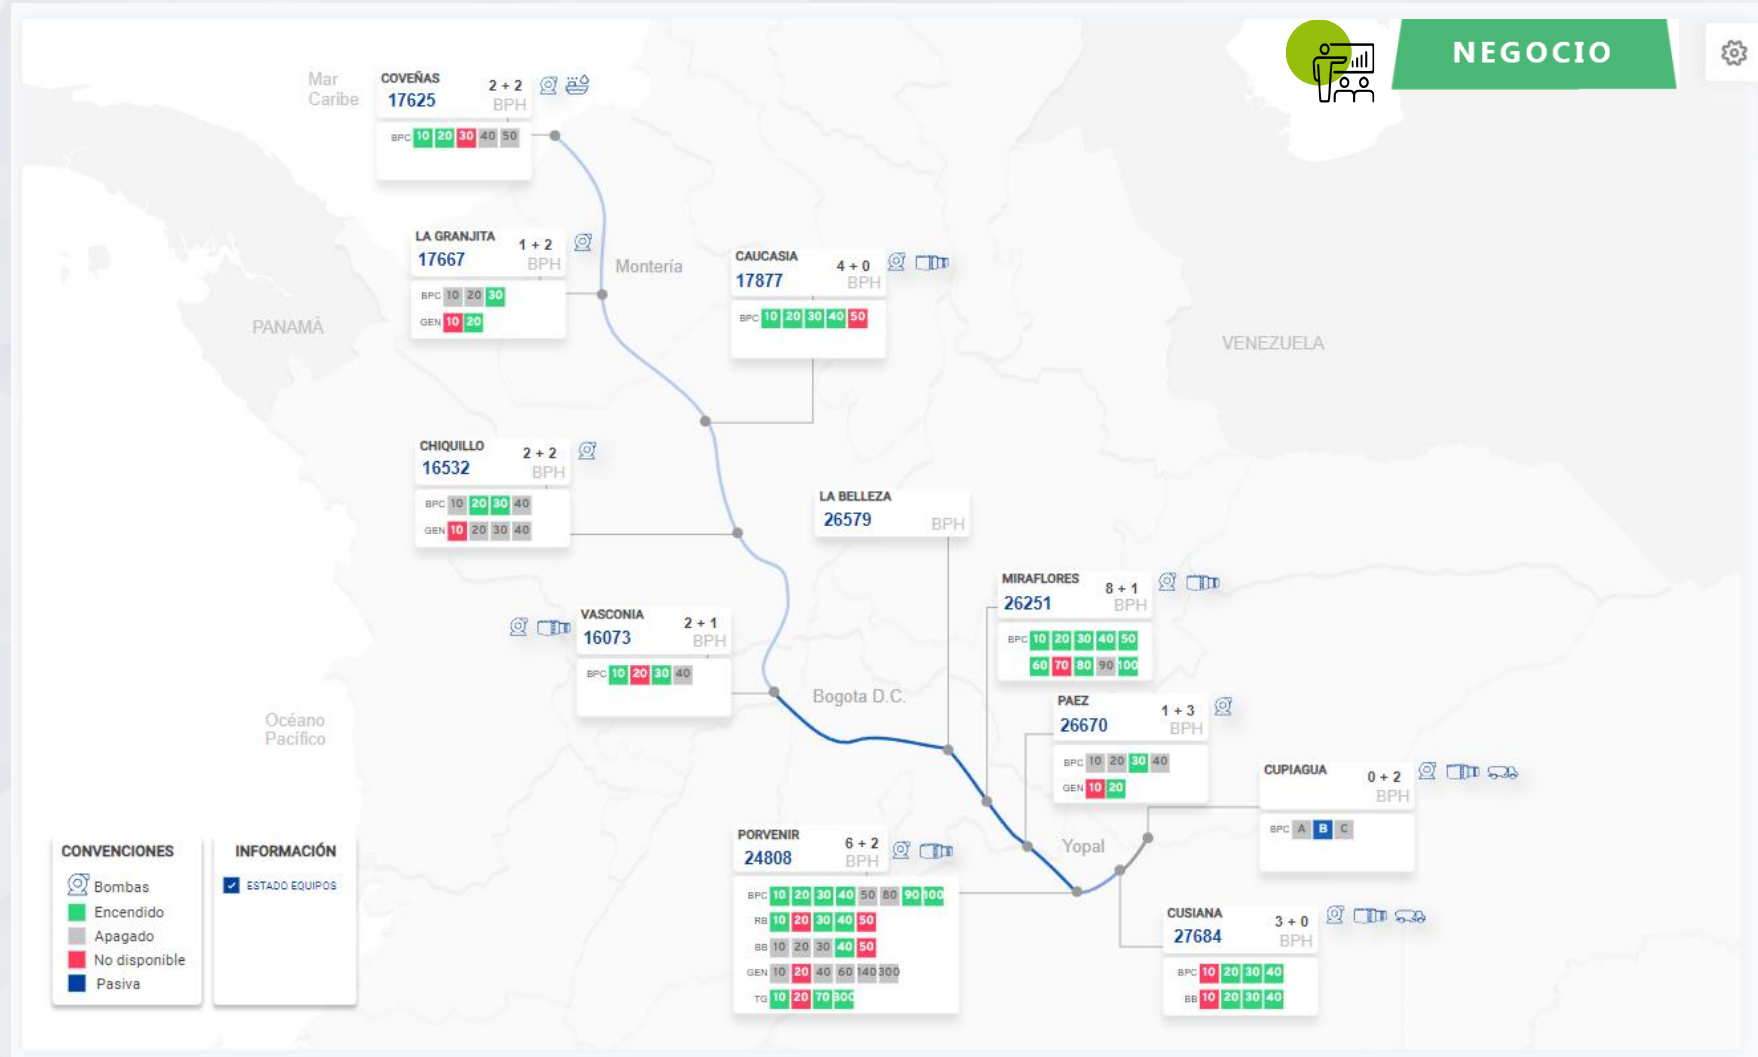 NEGOCIO
Mar
Caribe
COVEÑAS
17625
2 + 2
BPH
BPC 10 20 30 40 50
LA GRANJITA
17667
1 + 2
BPH
BPC 10 20 30
GEN 10 20
Montería
CAUCASIA
17877
4 + 0
BPH
BPC 10 20 30 40 50
PANAMÁ
VENEZUELA
CHIQUILLO
16532
2 + 2
BPH
BPC 10 20 30 40
GEN 10 20 30 40
LA BELLEZA
26579
BPH
MIRAFLORES
26251
8 + 1
BPH
BPC 10 20 30 40 50
60 70 80 90 100
VASCONIA
16073
2 + 1
BPH
BPC 10 20 30 40
Bogota D.C.
Océano
Pacífico
PAEZ
26670
1 + 3
BPH
BPC 10 20 30 40
GEN 10 20
CUPIAGUA
0 + 2
BPH
BPC A B C
Yopal
PORVENIR
24808
6 + 2
BPH
BPC 10 20 30 40 50 80 90 100
RB 10 20 30 40 50
BB 10 20 30 40 50
GEN 10 20 40 60 140 300
TG 10 20 70 300
CUSIANA
27684
3 + 0
BPH
BPC 10 20 30 40
BB 10 20 30 40
CONVENCIONES
Bombas
Encendido
Apagado
No disponible
Pasiva
INFORMACIÓN
ESTADO EQUIPOS